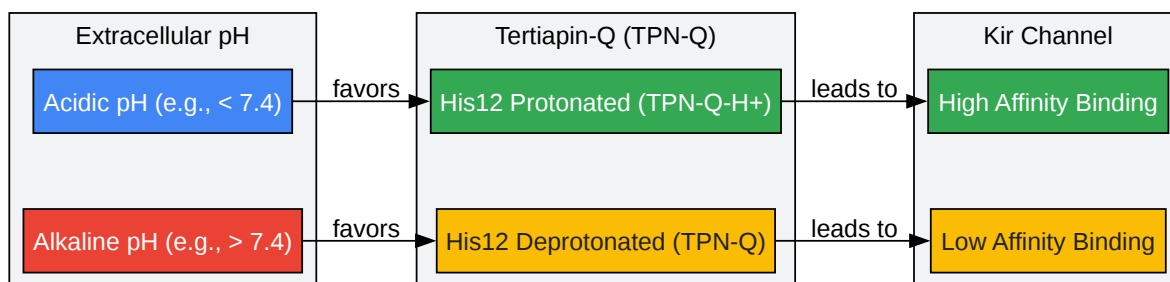 Extracellular pH
Tertiapin-Q (TPN-Q)
Kir Channel
Acidic pH (e.g., < 7.4)
favors
His12 Protonated (TPN-Q-H+)
leads to
High Affinity Binding
Alkaline pH (e.g., > 7.4)
favors
His12 Deprotonated (TPN-Q)
leads to
Low Affinity Binding